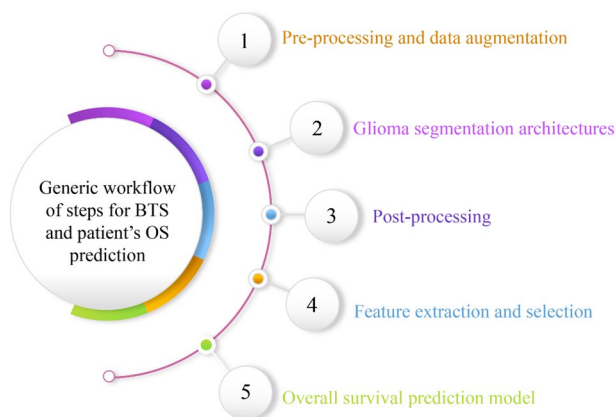 Generic workflow
of steps for BTS
and patient's OS
prediction
1 Pre-processing and data augmentation
2 Glioma segmentation architectures
3 Post-processing
4 Feature extraction and selection
5 Overall survival prediction model